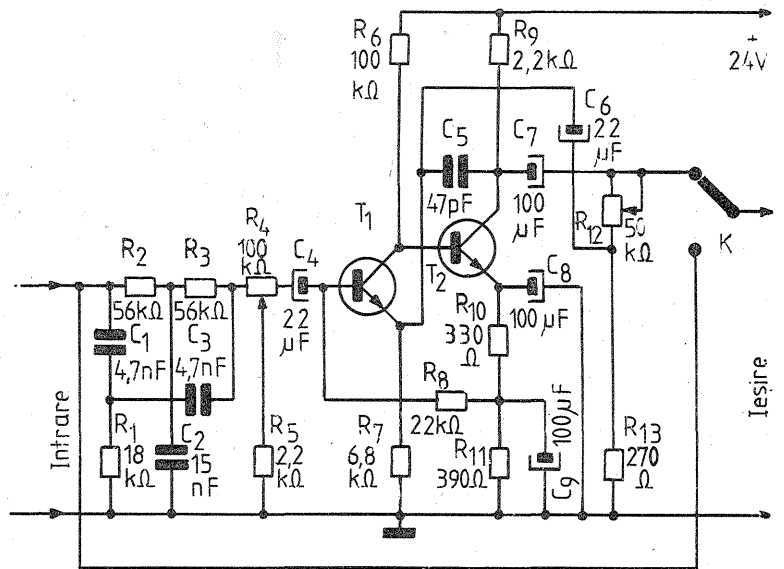 R6
100
kΩ
R9
2,2kΩ
+
24V
C6
22
µF
C5
47pF
C7
100
µF
R12
50
kΩ
K
T1
T2
R2
56kΩ
R3
56kΩ
R4
100
kΩ
C4
22
µF
C8
100 µF
R10
330
Ω
C1
4,7nF
C3
4,7nF
R8
22kΩ
Intrare
R1
18
kΩ
C2
15
nF
R5
2,2
kΩ
R7
6,8
kΩ
R11
390Ω
100µF
C9
R13
270
Ω
Iesire